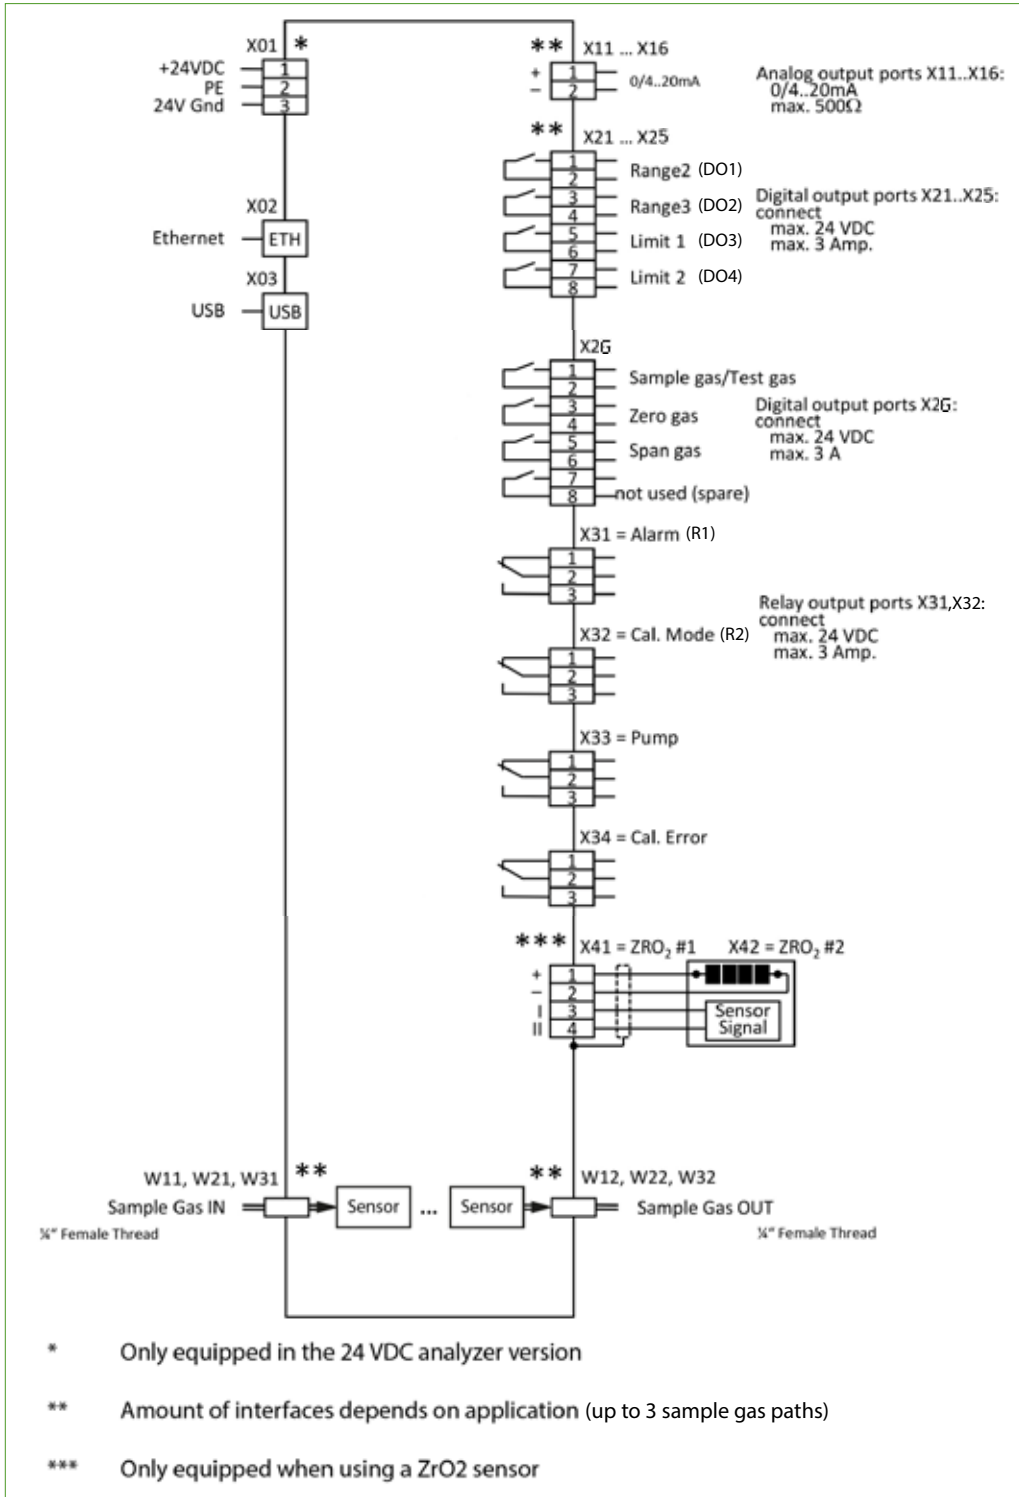 X01 *
+24VDC 1
PE 2
24V Gnd 3
X02
Ethernet ETH
X03
USB USB
** X11 ... X16
+ 1
− 2
0/4..20mA
Analog output ports X11..X16:
0/4..20mA
max. 500Ω
** X21 ... X25
1
2
Range2 (DO1)
3
4
Range3 (DO2)
5
6
Limit 1 (DO3)
7
8
Limit 2 (DO4)
Digital output ports X21..X25:
connect
max. 24 VDC
max. 3 Amp.
X2G
1
2
Sample gas/Test gas
3
4
Zero gas
5
6
Span gas
7
8
not used (spare)
Digital output ports X2G:
connect
max. 24 VDC
max. 3 A
X31 = Alarm (R1)
1
2
3
X32 = Cal. Mode (R2)
1
2
3
Relay output ports X31,X32:
connect
max. 24 VDC
max. 3 Amp.
X33 = Pump
1
2
3
X34 = Cal. Error
1
2
3
*** X41 = ZRO₂ #1 X42 = ZRO₂ #2
+ 1
− 2
I 3
II 4
Sensor
Signal
W11, W21, W31 **
Sample Gas IN
¼“ Female Thread
Sensor ... Sensor
** W12, W22, W32
Sample Gas OUT
¼“ Female Thread
* Only equipped in the 24 VDC analyzer version
** Amount of interfaces depends on application (up to 3 sample gas paths)
*** Only equipped when using a ZrO2 sensor